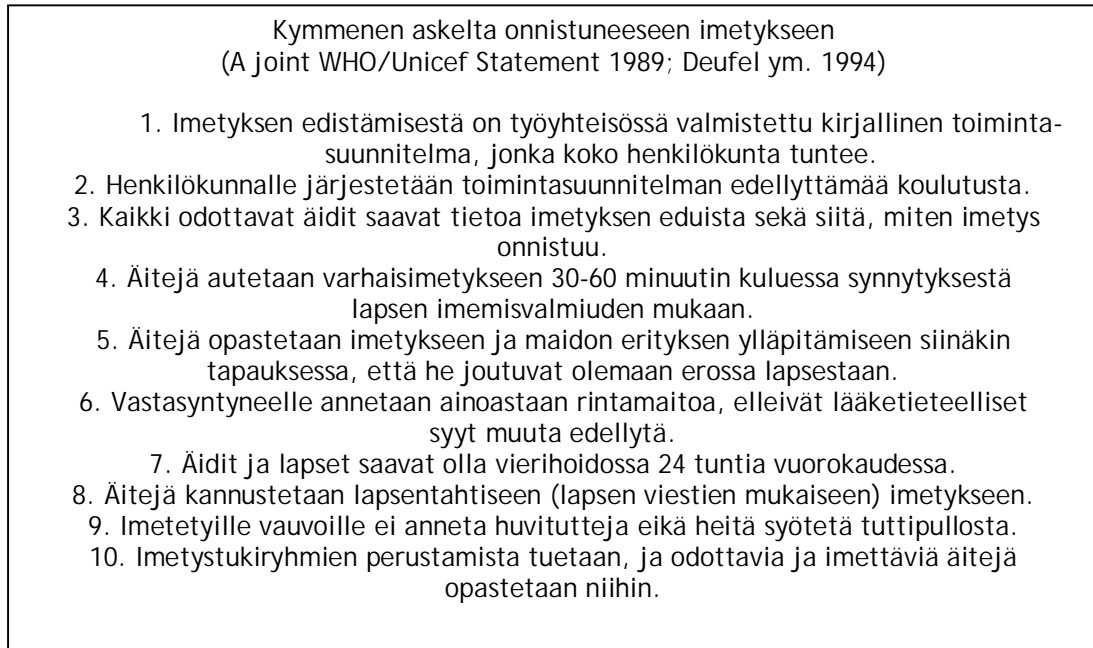 Kymmenen askelta onnistuneeseen imetykseen
(A joint WHO/Unicef Statement 1989; Deufel ym. 1994)
1. Imetyksen edistämisestä on työyhteisössä valmistettu kirjallinen toiminta-
suunnitelma, jonka koko henkilökunta tuntee.
2. Henkilökunnalle järjestetään toimintasuunnitelman edellyttämää koulutusta.
3. Kaikki odottavat äidit saavat tietoa imetyksen eduista sekä siitä, miten imetys
onnistuu.
4. Äitejä autetaan varhaisimetykseen 30-60 minuutin kuluessa synnytyksestä
lapsen imemisvalmiuden mukaan.
5. Äitejä opastetaan imetykseen ja maidon erityksen ylläpitämiseen siinäkin
tapauksessa, että he joutuvat olemaan erossa lapsestaan.
6. Vastasyntyneelle annetaan ainoastaan rintamaitoa, elleivät lääketieteelliset
syyt muuta edellytä.
7. Äidit ja lapset saavat olla vierihoidossa 24 tuntia vuorokaudessa.
8. Äitejä kannustetaan lapsentahtiseen (lapsen viestien mukaiseen) imetykseen.
9. Imetetyille vauvoille ei anneta huvitutteja eikä heitä syötetä tuttipullosta.
10. Imetystukiryhmien perustamista tuetaan, ja odottavia ja imettäviä äitejä
opastetaan niihin.